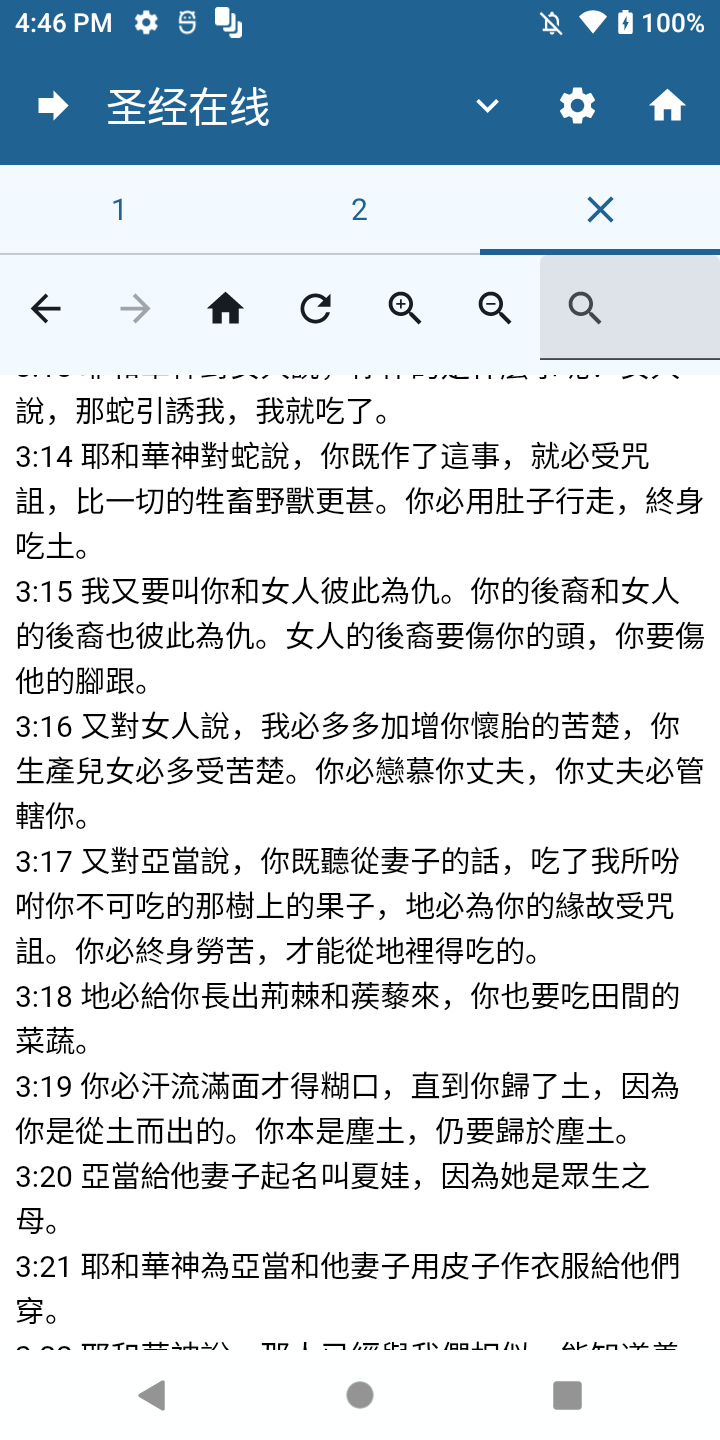 4:46 PM 100%
圣经在线
1 2
說，那蛇引誘我，我就吃了。
3:14 耶和華神對蛇說，你既作了這事，就必受咒
詛，比一切的牲畜野獸更甚。你必用肚子行走，終身
吃土。
3:15 我又要叫你和女人彼此為仇。你的後裔和女人
的後裔也彼此為仇。女人的後裔要傷你的頭，你要傷
他的腳跟。
3:16 又對女人說，我必多多加增你懷胎的苦楚，你
生產兒女必多受苦楚。你必戀慕你丈夫，你丈夫必管
轄你。
3:17 又對亞當說，你既聽從妻子的話，吃了我所吩
咐你不可吃的那樹上的果子，地必為你的緣故受咒
詛。你必終身勞苦，才能從地裡得吃的。
3:18 地必給你長出荊棘和蒺藜來，你也要吃田間的
菜蔬。
3:19 你必汗流滿面才得糊口，直到你歸了土，因為
你是從土而出的。你本是塵土，仍要歸於塵土。
3:20 亞當給他妻子起名叫夏娃，因為她是眾生之
母。
3:21 耶和華神為亞當和他妻子用皮子作衣服給他們
穿。